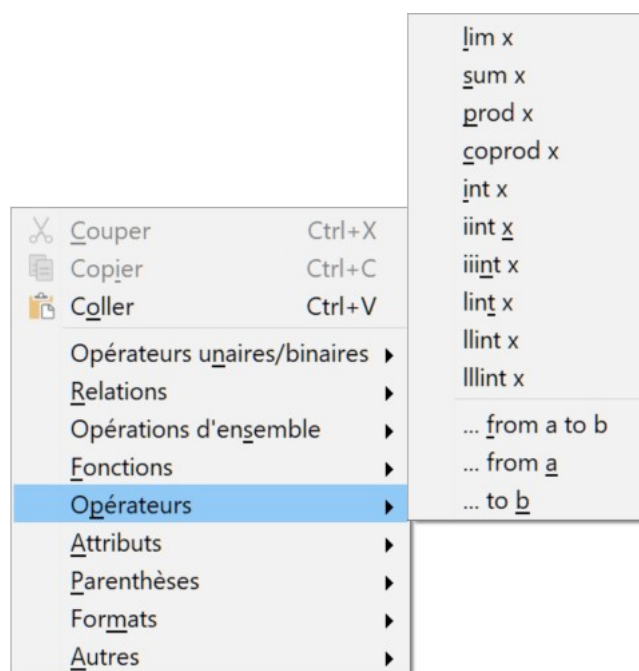 lim x
sum x
prod x
coprod x
int x
iint x
iiint x
lint x
llint x
lllint x
... from a to b
... from a
... to b
Couper Ctrl+X
Copier Ctrl+C
Coller Ctrl+V
Opérateurs unaires/binaires
Relations
Opérations d'ensemble
Fonctions
Opérateurs
Attributs
Parenthèses
Formats
Autres